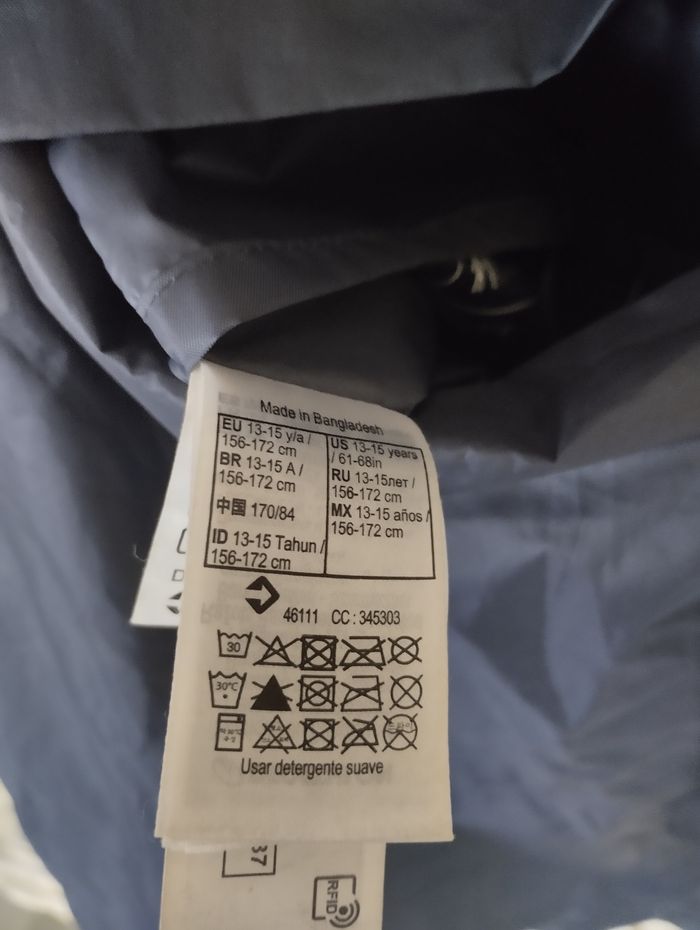 Made in Bangladesh
EU 13-15 y/a /
156-172 cm
BR 13-15 A /
156-172 cm
中国 170/84
ID 13-15 Tahun /
156-172 cm
US 13-15 years
/ 61-68in
RU 13-15лет /
156-172 cm
MX 13-15 años /
156-172 cm
46111 CC : 345303
30
30°C
Usar detergente suave
D
37
RFID